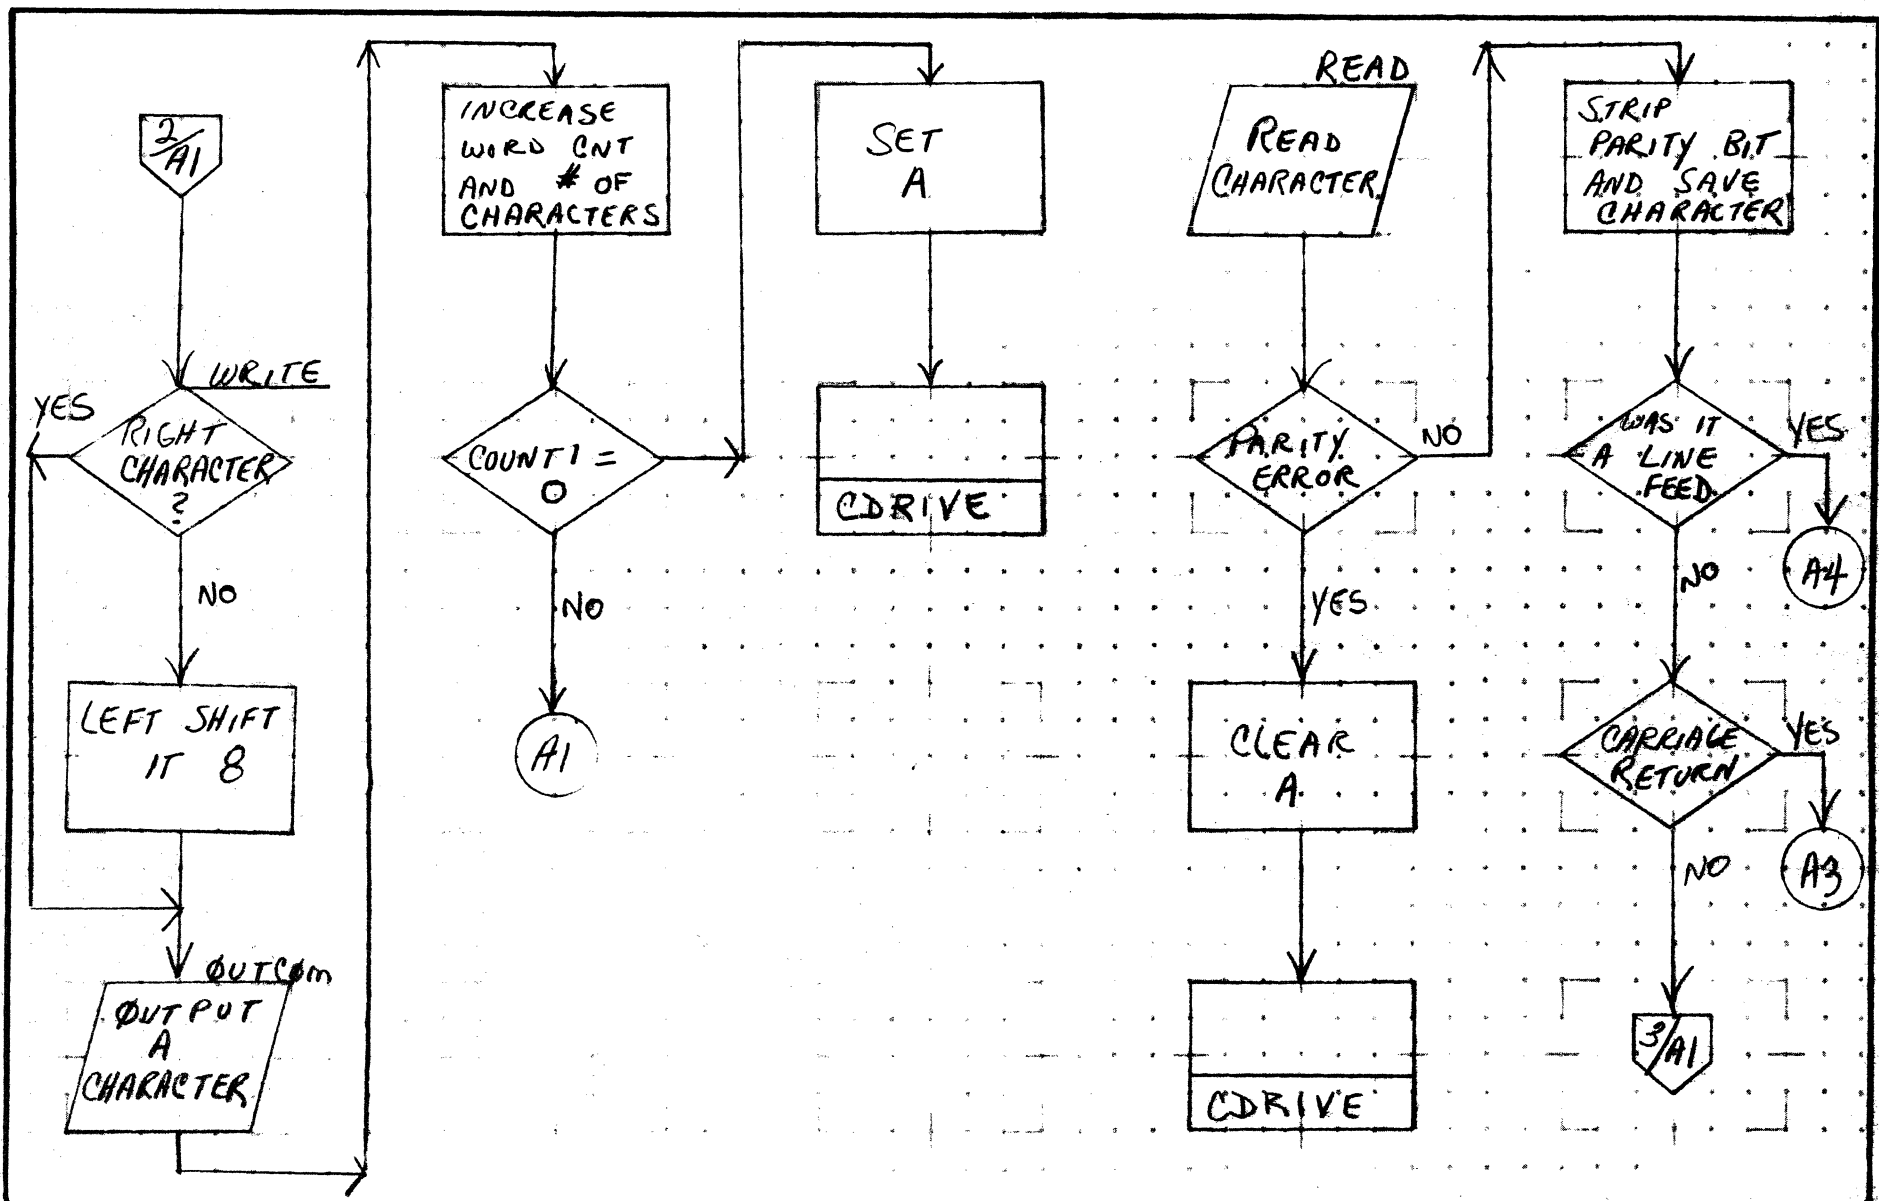 2/A1
WRITE
YES
RIGHT
CHARACTER
?
NO
LEFT SHIFT
IT 8
ØUTCØM
ØUTPUT
A
CHARACTER
INCREASE
WORD CNT
AND # OF
CHARACTERS
COUNT1 =
0
NO
A1
SET
A
CDRIVE
READ
READ
CHARACTER
PARITY
ERROR
NO
YES
CLEAR
A
CDRIVE
STRIP
PARITY BIT
AND SAVE
CHARACTER
WAS IT
A LINE
FEED
YES
A4
NO
CARRIAGE
RETURN
YES
A3
NO
3/A1